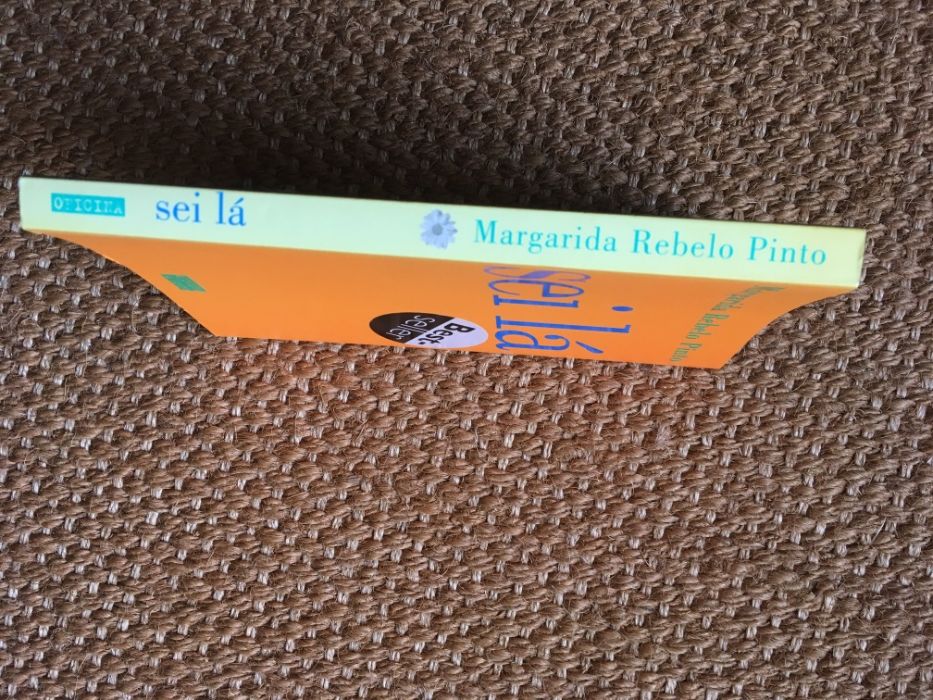 OFICINA sei lá Margarida Rebelo Pinto
Margarida Rebelo Pinto
sei lá
Best
seller